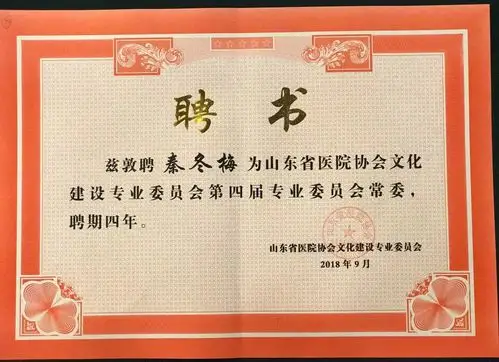 聘书
兹敦聘 秦冬梅 为山东省医院协会文化
建设专业委员会第四届专业委员会常委，
聘期四年。
山东省医院协会文化建设专业委员会
2018年9月